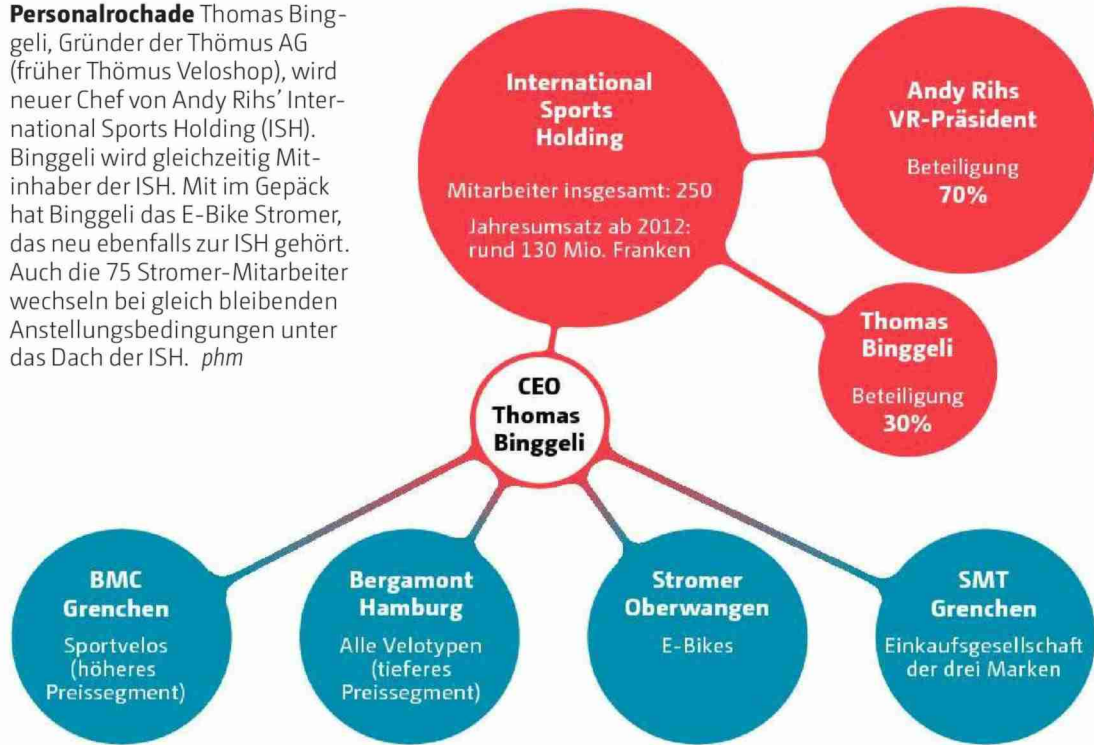 Personalrochade Thomas Bing-
geli, Gründer der Thömus AG
(früher Thömus Veloshop), wird
neuer Chef von Andy Rihs’ Inter-
national Sports Holding (ISH).
Binggeli wird gleichzeitig Mit-
inhaber der ISH. Mit im Gepäck
hat Binggeli das E-Bike Stromer,
das neu ebenfalls zur ISH gehört.
Auch die 75 Stromer-Mitarbeiter
wechseln bei gleich bleibenden
Anstellungsbedingungen unter
das Dach der ISH. phm
International
Sports
Holding
Mitarbeiter insgesamt: 250
Jahresumsatz ab 2012:
rund 130 Mio. Franken
Andy Rihs
VR-Präsident
Beteiligung
70%
Thomas
Binggeli
Beteiligung
30%
CEO
Thomas
Binggeli
BMC
Grenchen
Sportvelos
(höheres
Preissegment)
Bergamont
Hamburg
Alle Velotypen
(tieferes
Preissegment)
Stromer
Oberwangen
E-Bikes
SMT
Grenchen
Einkaufsgesellschaft
der drei Marken